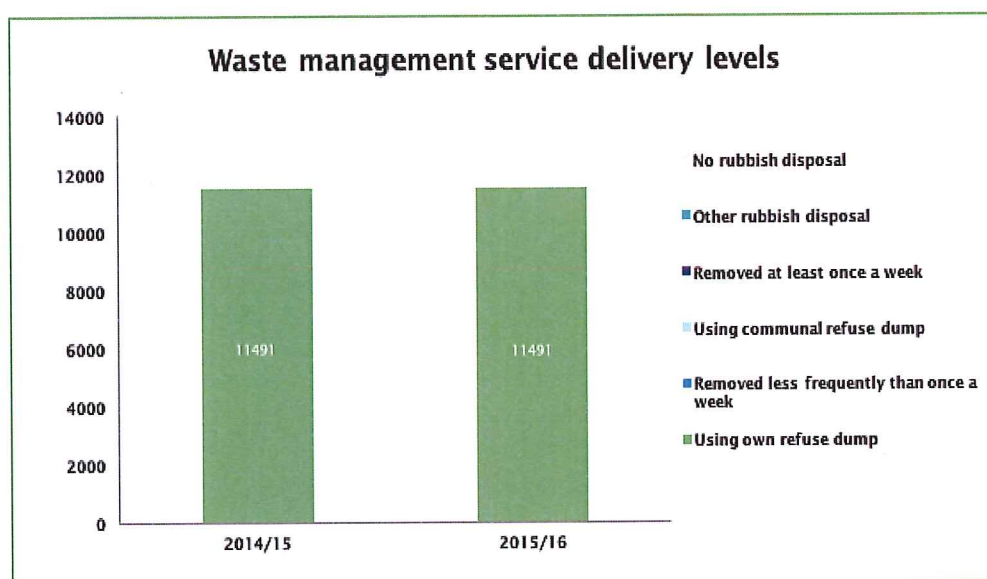 Waste management service delivery levels
14000
12000
10000
8000
6000
4000
2000
0
11491
11491
2014/15
2015/16
No rubbish disposal
Other rubbish disposal
Removed at least once a week
Using communal refuse dump
Removed less frequently than once a
week
Using own refuse dump